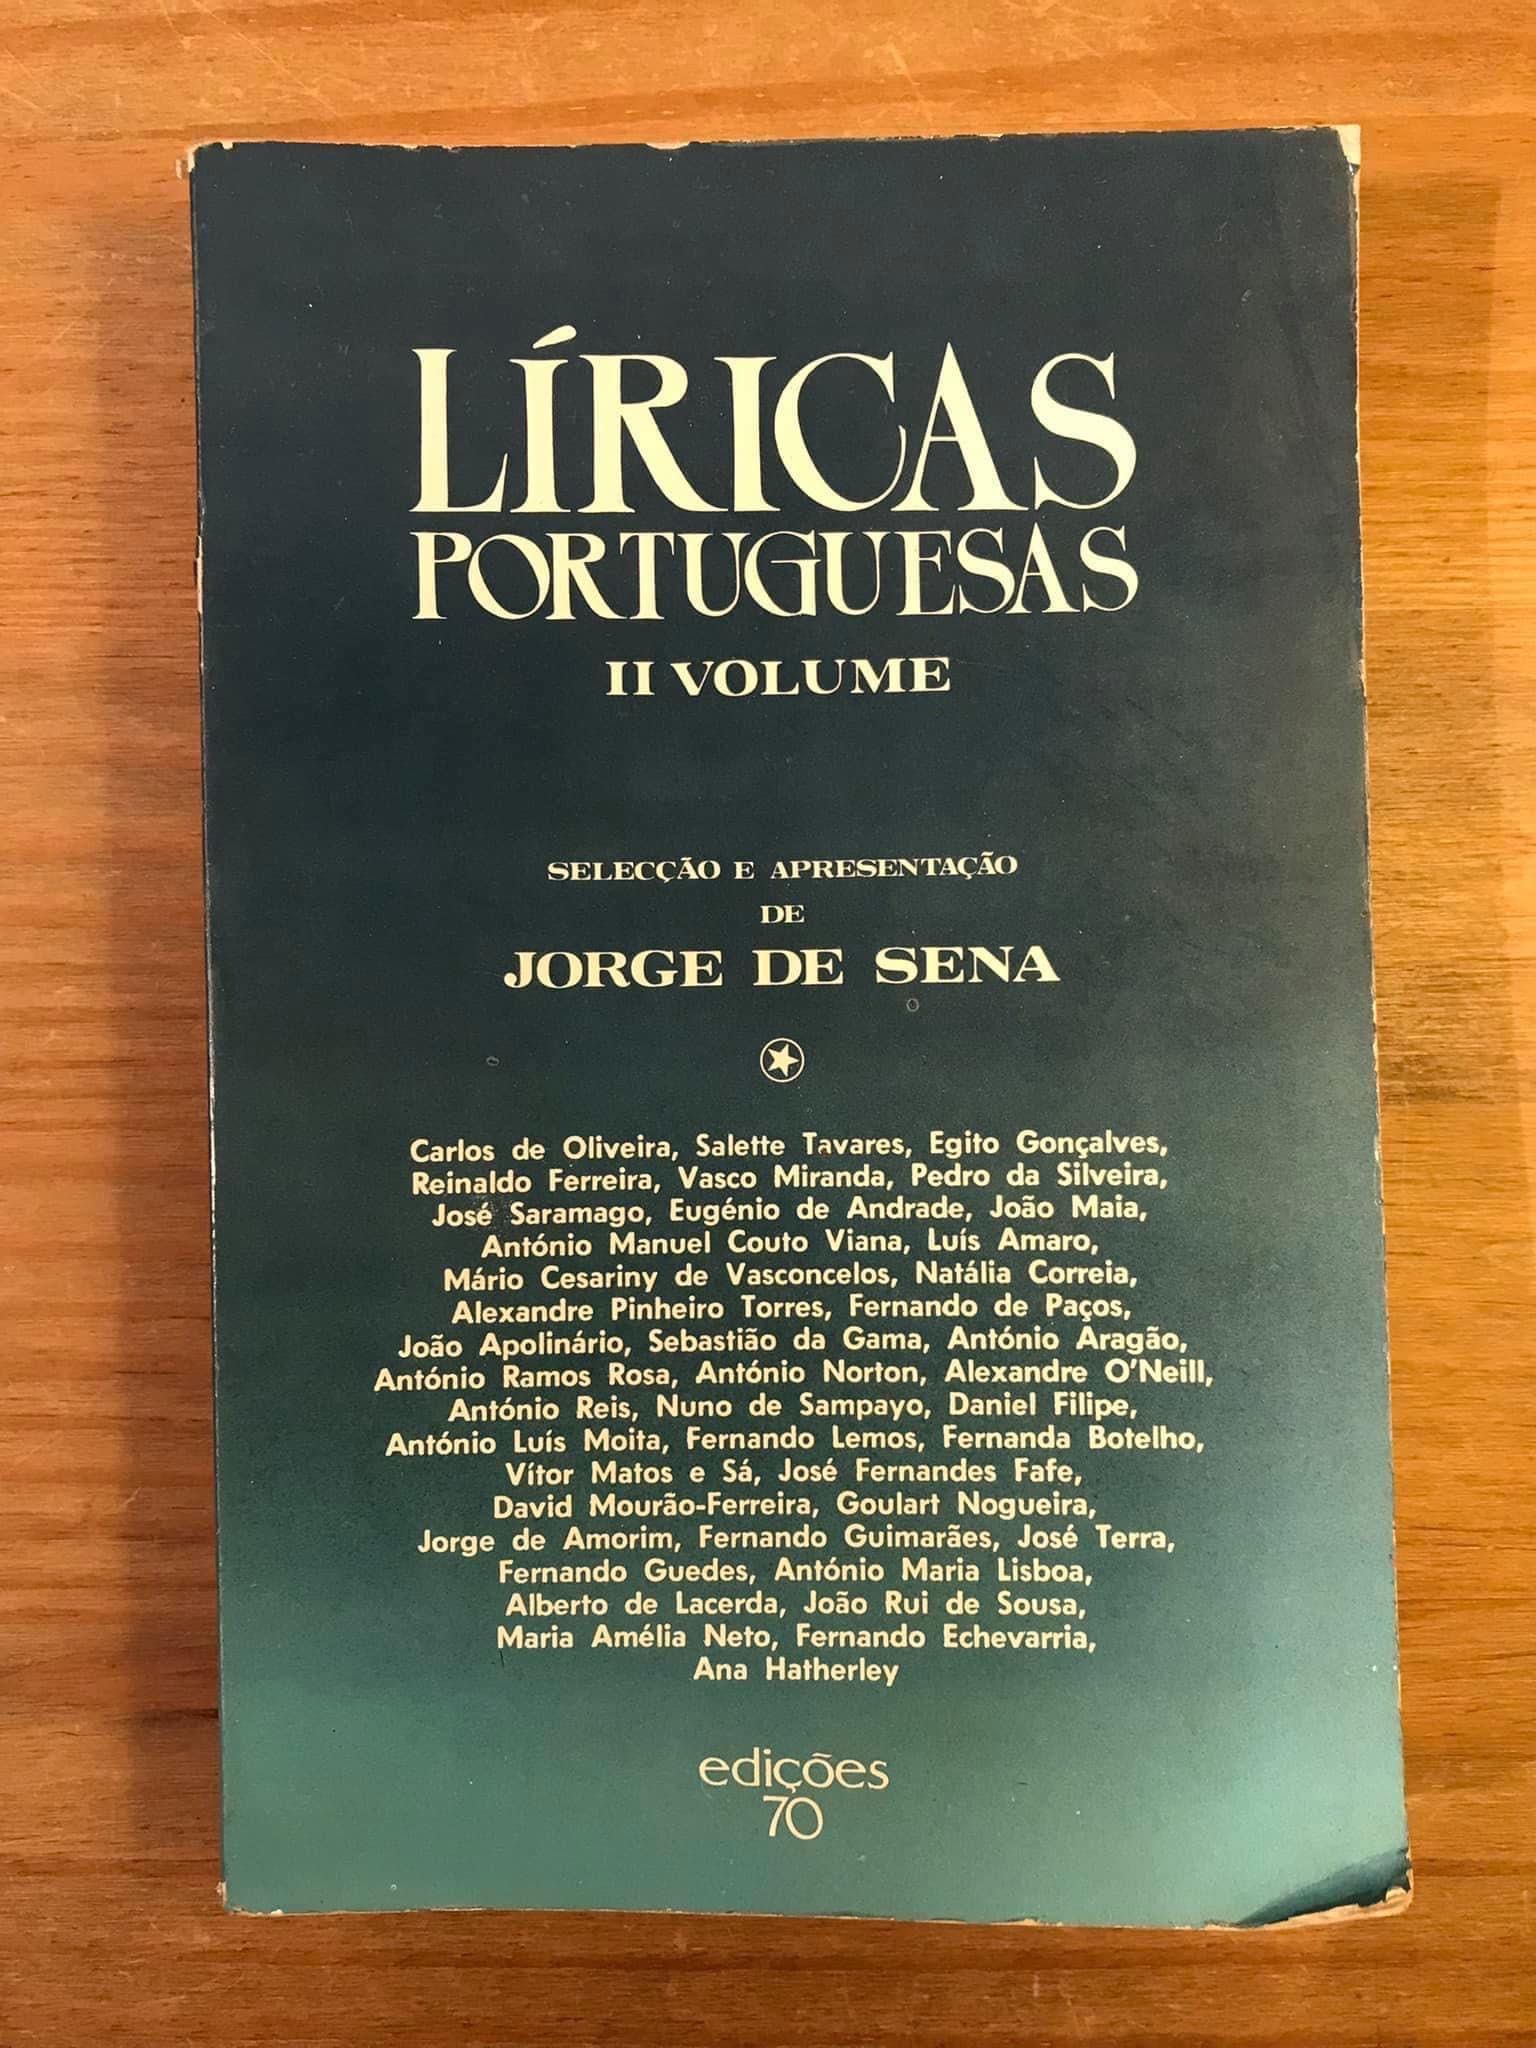 LÍRICAS
PORTUGUESAS
II VOLUME
SELECÇÃO E APRESENTAÇÃO
DE
JORGE DE SENA
Carlos de Oliveira, Salette Tavares, Egito Gonçalves,
Reinaldo Ferreira, Vasco Miranda, Pedro da Silveira,
José Saramago, Eugénio de Andrade, João Maia,
António Manuel Couto Viana, Luís Amaro,
Mário Cesariny de Vasconcelos, Natália Correia,
Alexandre Pinheiro Torres, Fernando de Paços,
João Apolinário, Sebastião da Gama, António Aragão,
António Ramos Rosa, António Norton, Alexandre O'Neill,
António Reis, Nuno de Sampayo, Daniel Filipe,
António Luís Moita, Fernando Lemos, Fernanda Botelho,
Vítor Matos e Sá, José Fernandes Fafe,
David Mourão-Ferreira, Goulart Nogueira,
Jorge de Amorim, Fernando Guimarães, José Terra,
Fernando Guedes, António Maria Lisboa,
Alberto de Lacerda, João Rui de Sousa,
Maria Amélia Neto, Fernando Echevarria,
Ana Hatherley
edições
70